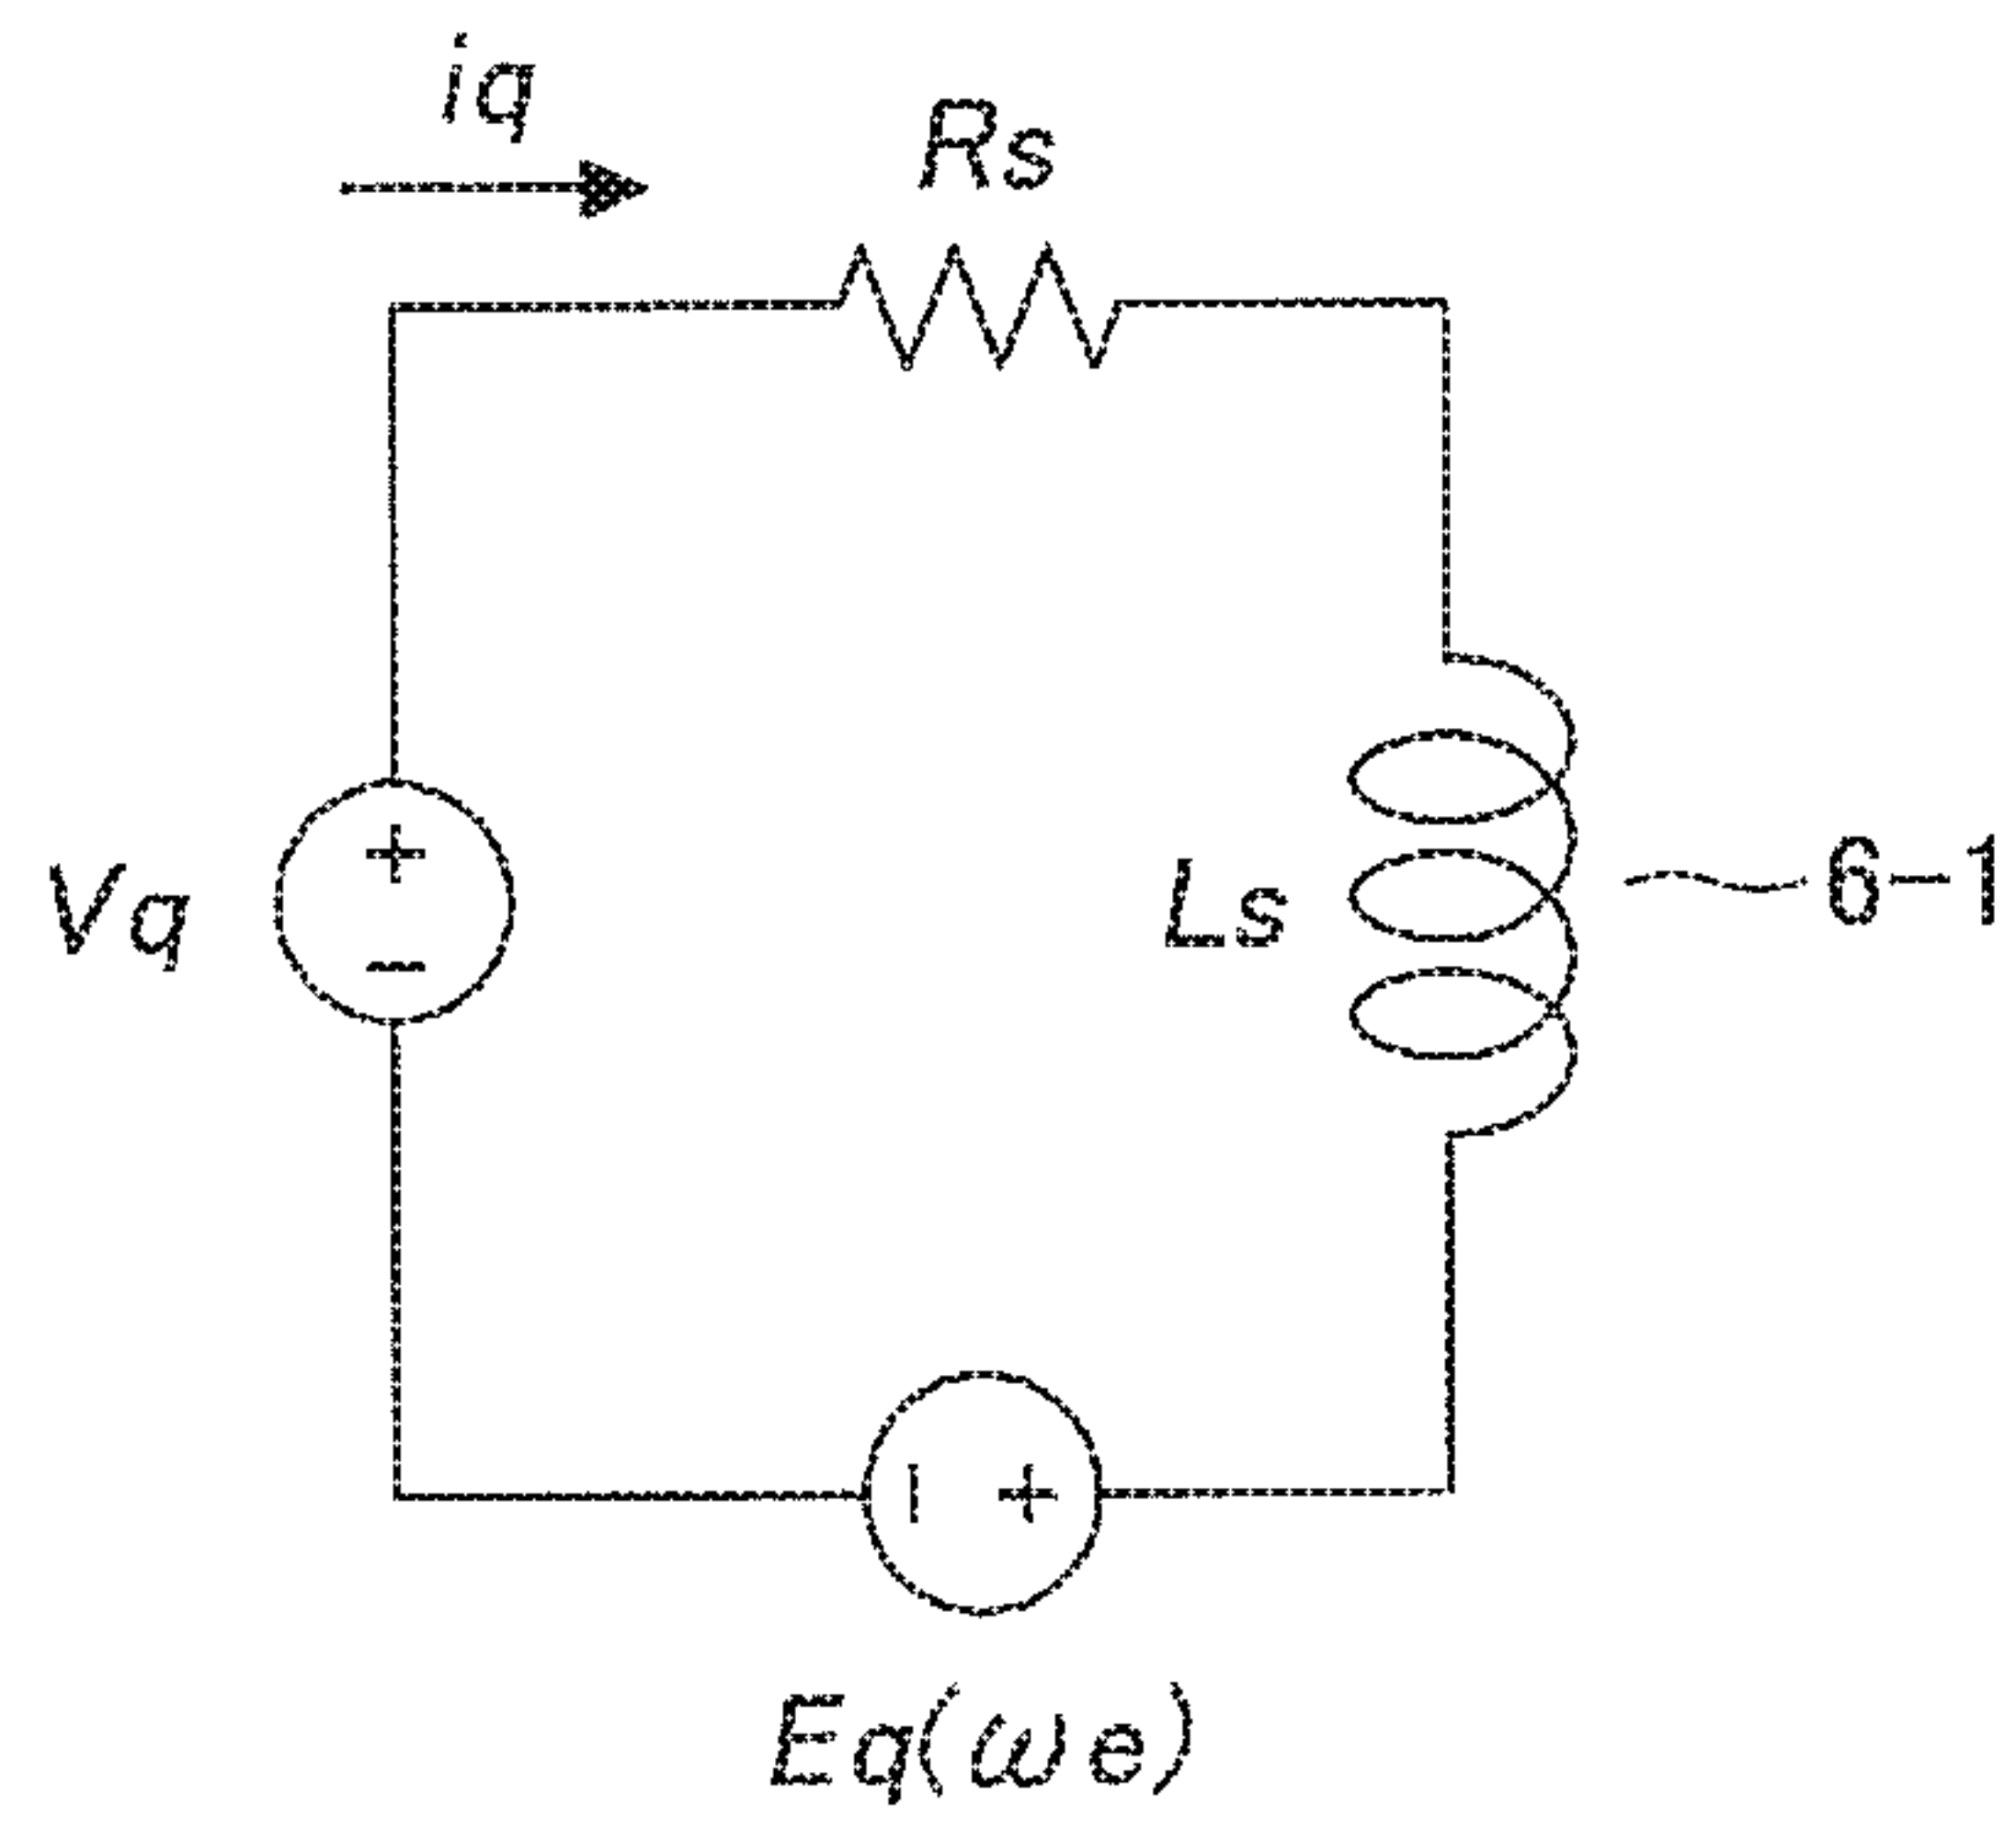 iq
Rs
+
Vq
−
Ls
6-1
− +
Eq(ωe)